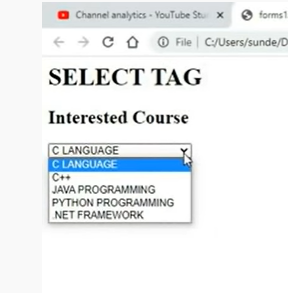 Channel analytics - YouTube Stu
forms1
File
C:/Users/sunde/D
SELECT TAG
Interested Course
C LANGUAGE
C LANGUAGE
C++
JAVA PROGRAMMING
PYTHON PROGRAMMING
.NET FRAMEWORK